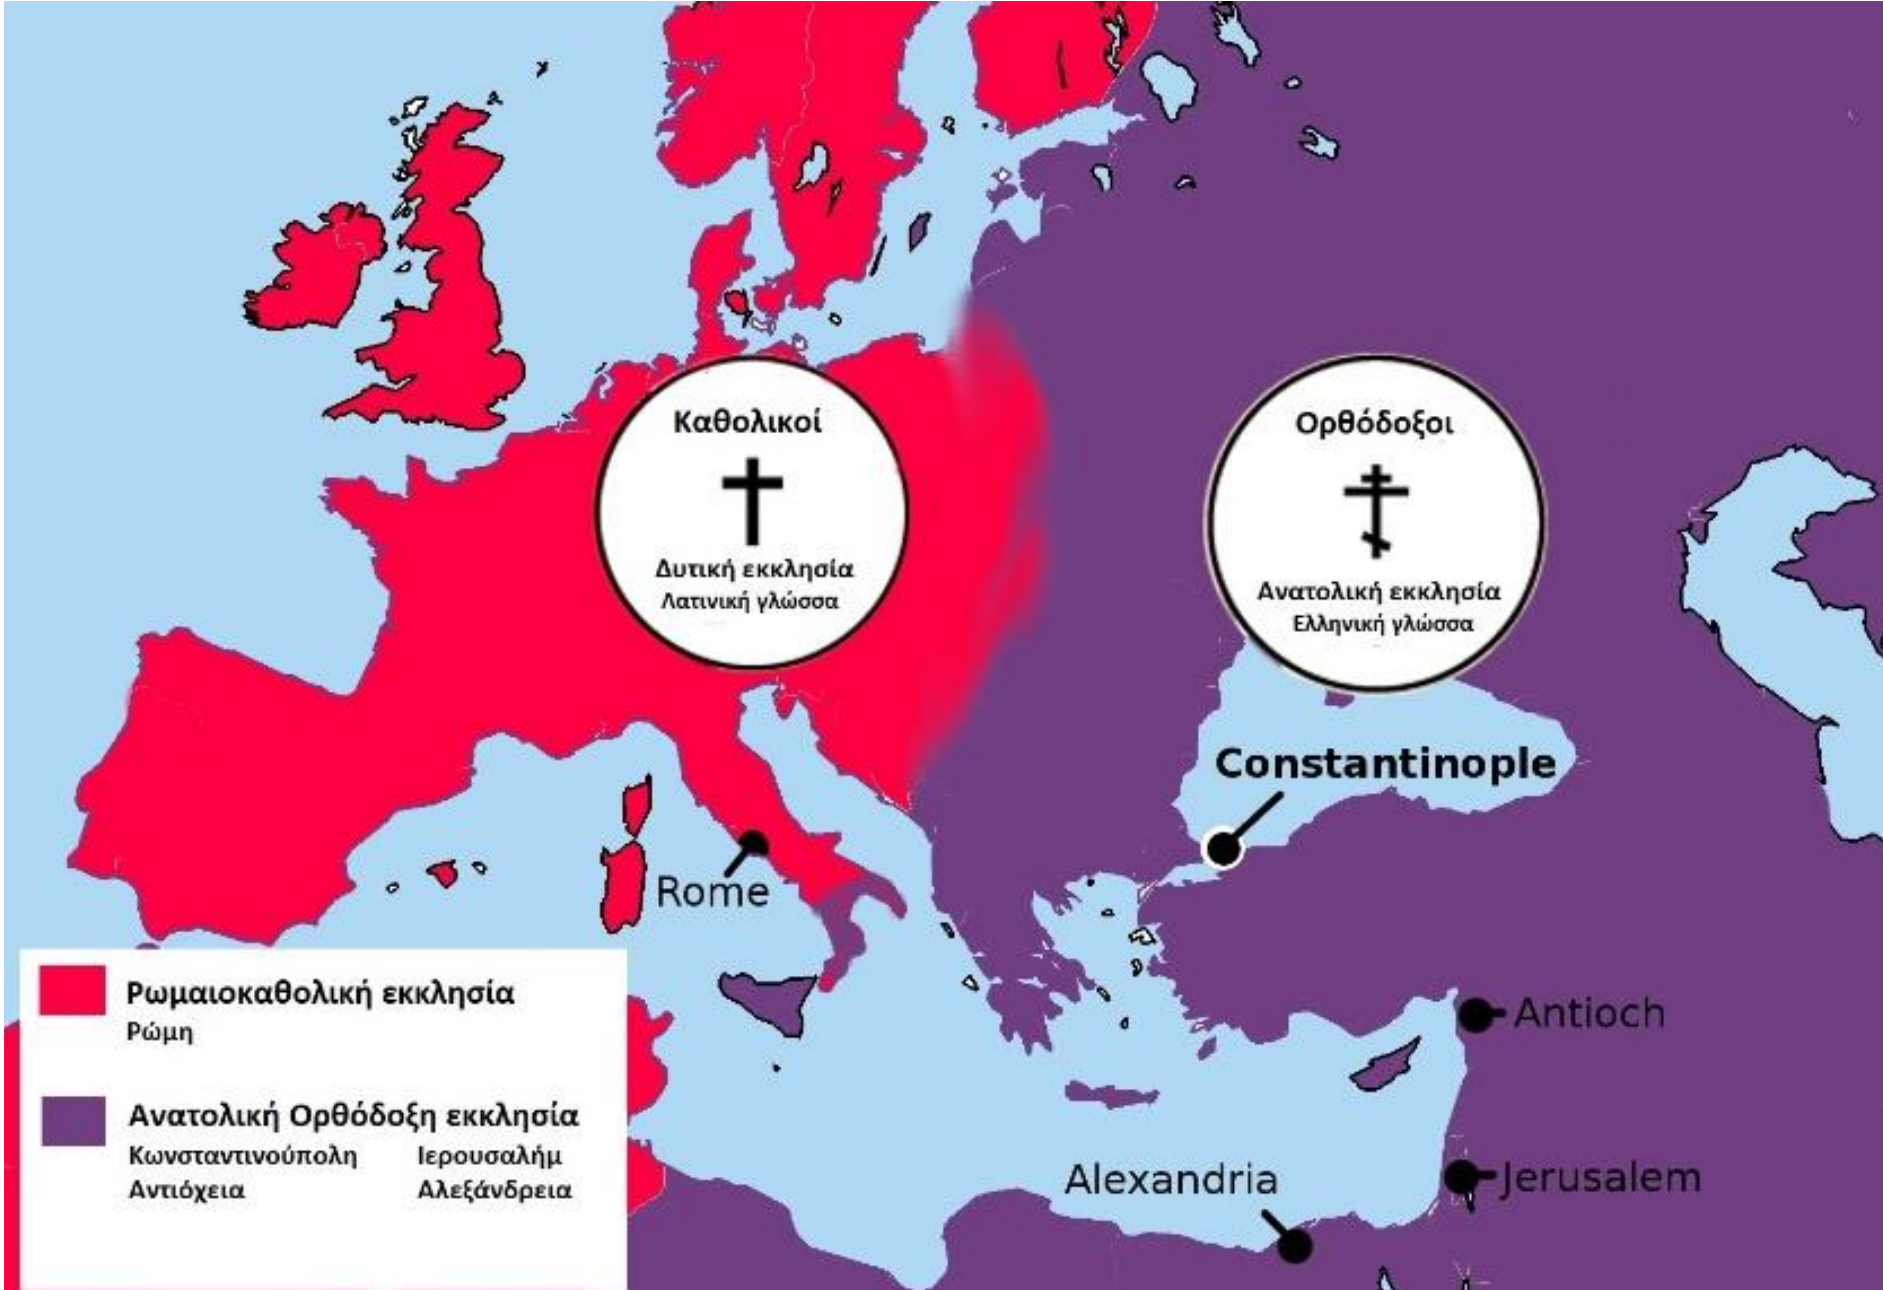 Καθολικοί
Δυτική εκκλησία
Λατινική γλώσσα
Ορθόδοξοι
Ανατολική εκκλησία
Ελληνική γλώσσα
Constantinople
Rome
Antioch
Alexandria
Jerusalem
Ρωμαιοκαθολική εκκλησία
Ρώμη
Ανατολική Ορθόδοξη εκκλησία
Κωνσταντινούπολη Ιερουσαλήμ
Αντιόχεια Αλεξάνδρεια